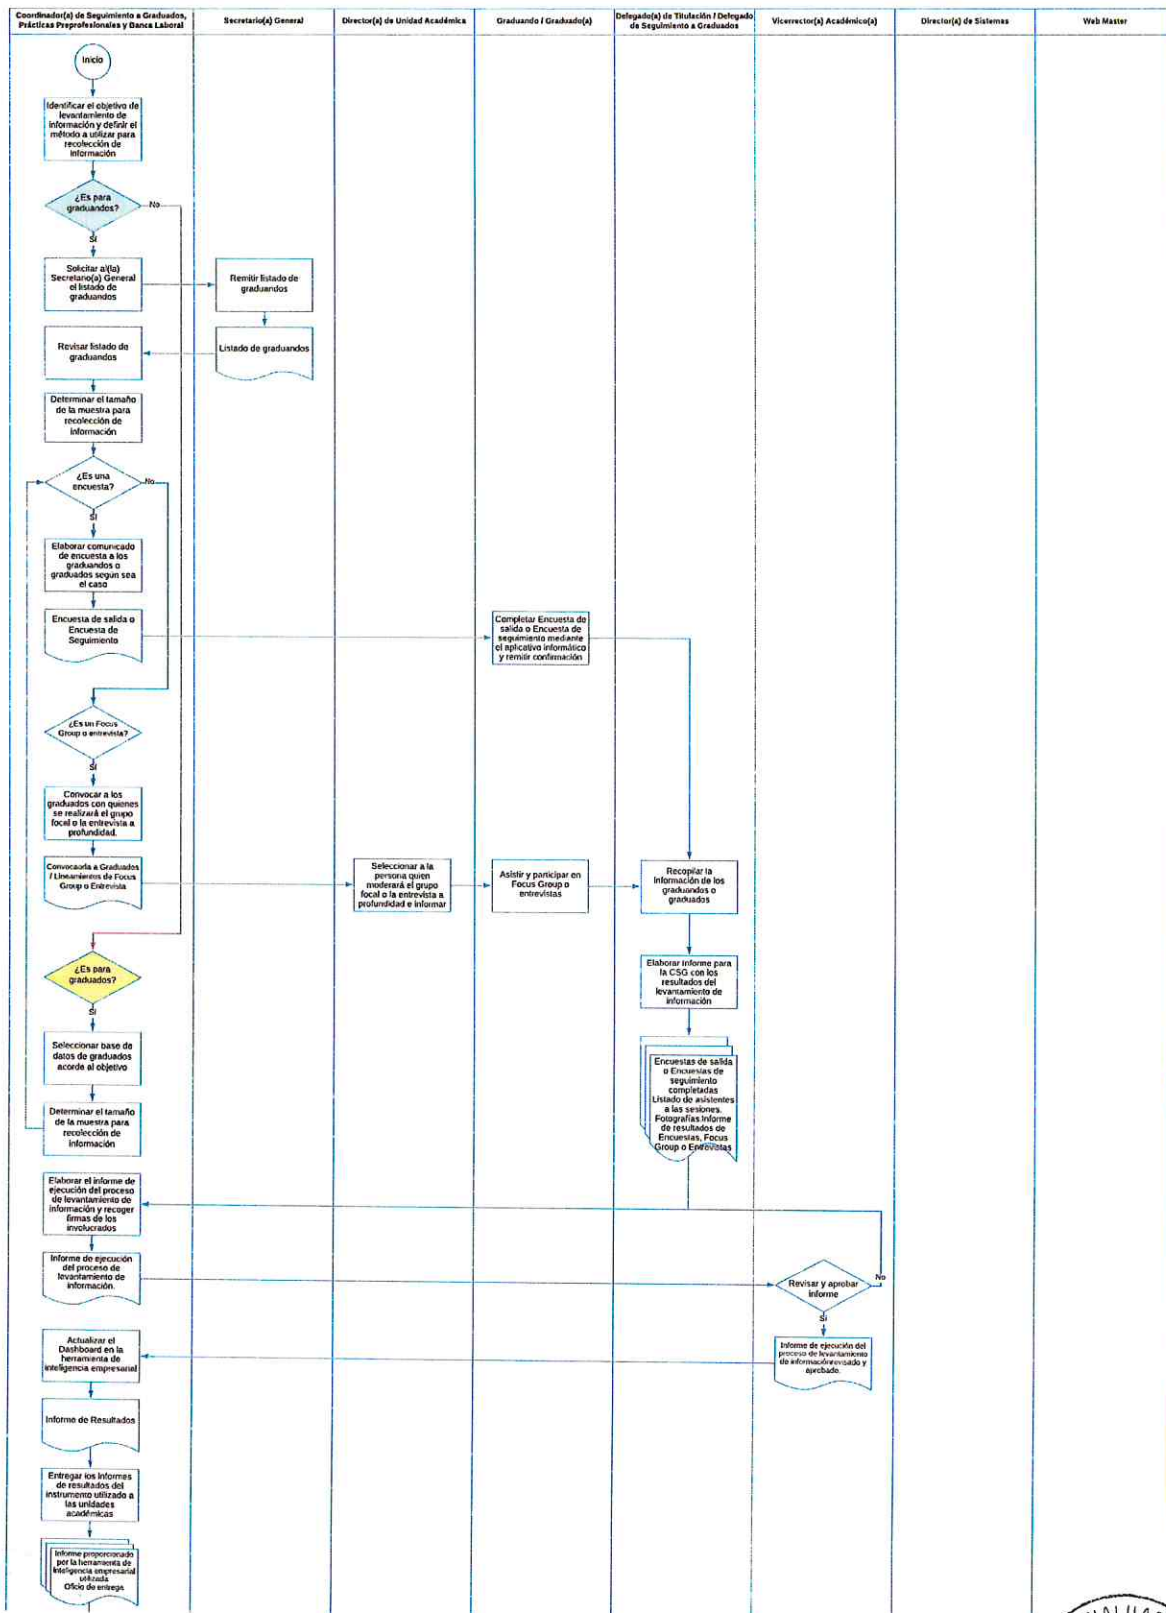 Coordinador(a) de Seguimiento a Graduados,
Prácticas Preprofesionales y Banca Laboral
Secretario(a) General
Director(a) de Unidad Académica
Graduando / Graduado(a)
Delegado(a) de Titulación / Delegado
de Seguimiento a Graduados
Vicerrector(a) Académico(a)
Director(a) de Sistemas
Web Master
Inicio
Identificar el objetivo de
levantamiento de
información y definir el
método a utilizar para
recolección de
información
¿Es para
graduandos?
No
Sí
Solicitar al(la)
Secretario(a) General
el listado de
graduandos
Remitir listado de
graduandos
Revisar listado de
graduandos
Listado de graduandos
Determinar el tamaño
de la muestra para
recolección de
información
¿Es una
encuesta?
No
Sí
Elaborar comunicado
de encuesta a los
graduandos o
graduados según sea
el caso
Encuesta de salida o
Encuesta de
Seguimiento
Completar Encuesta de
salida o Encuesta de
seguimiento mediante
el aplicativo informático
y remitir confirmación
¿Es un Focus
Group o entrevista?
Sí
Convocar a los
graduados con quienes
se realizará el grupo
focal o la entrevista a
profundidad.
Convocaoria a Graduados
/ Lineamientos de Focus
Group o Entrevista
Seleccionar a la
persona quien
moderará el grupo
focal o la entrevista a
profundidad e informar
Asistir y participar en
Focus Group o
entrevistas
Recopilar la
información de los
graduandos o
graduados
¿Es para
graduados?
Sí
Elaborar informe para
la CSG con los
resultados del
levantamiento de
información
Seleccionar base de
datos de graduados
acorde al objetivo
Encuestas de salida
o Encuestas de
seguimiento
completadas
Listado de asistentes
a las sesiones.
Fotografías Informe
de resultados de
Encuestas, Focus
Group o Entrevistas
Determinar el tamaño
de la muestra para
recolección de
información
Elaborar el informe de
ejecución del proceso
de levantamiento de
información y recoger
firmas de los
involucrados
Informe de ejecución
del proceso de
levantamiento de
información.
Revisar y aprobar
informe
No
Sí
Actualizar el
Dashboard en la
herramienta de
inteligencia empresarial
Informe de ejecución del
proceso de levantamiento
de informaciónrevisado y
aprobado.
Informe de Resultados
Entregar los informes
de resultados del
instrumento utilizado a
las unidades
académicas
Informe proporcionado
por la herramienta de
inteligencia empresarial
utilizada
Oficio de entrega